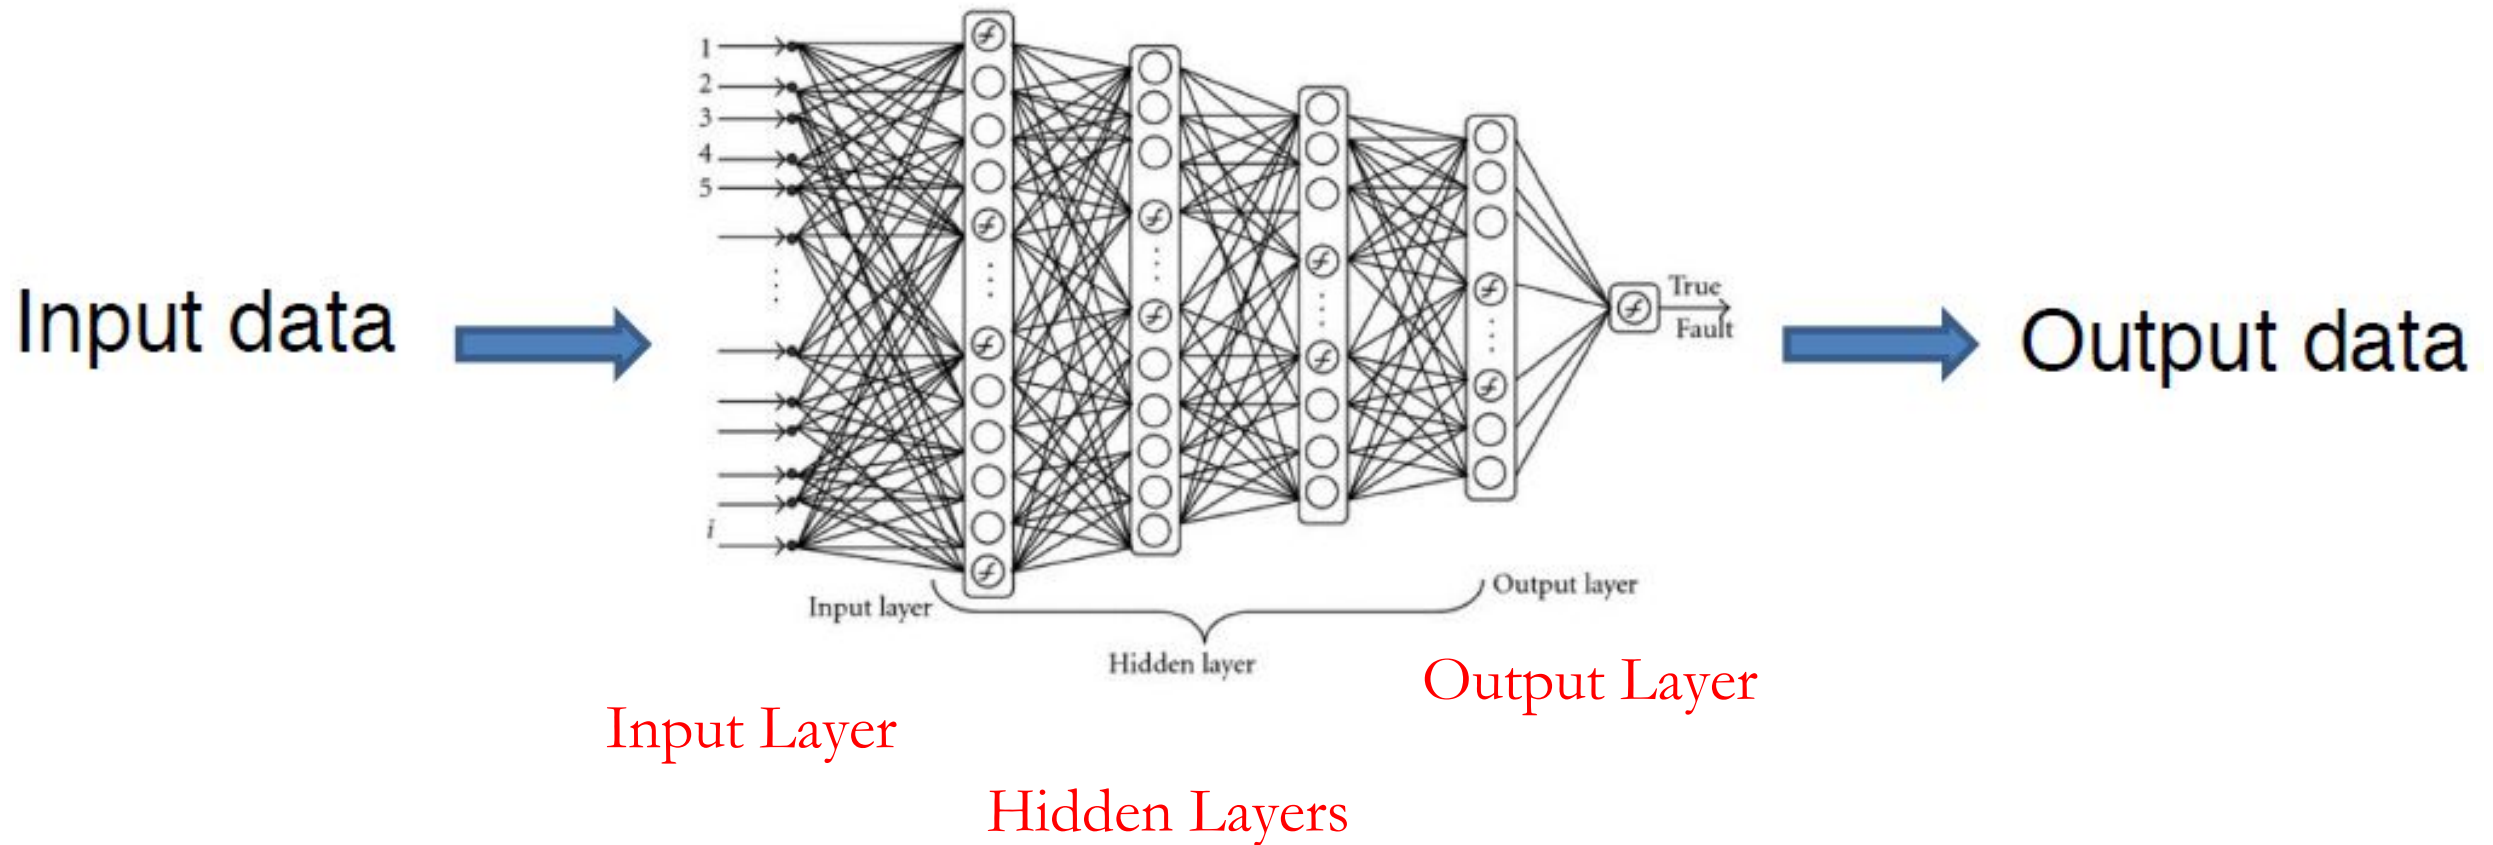 1
2
3
4
5
i
Input data
True
Fault
Output data
Input layer
Output layer
Hidden layer
Output Layer
Input Layer
Hidden Layers
f
f
f
f
f
f
f
f
f
f
f